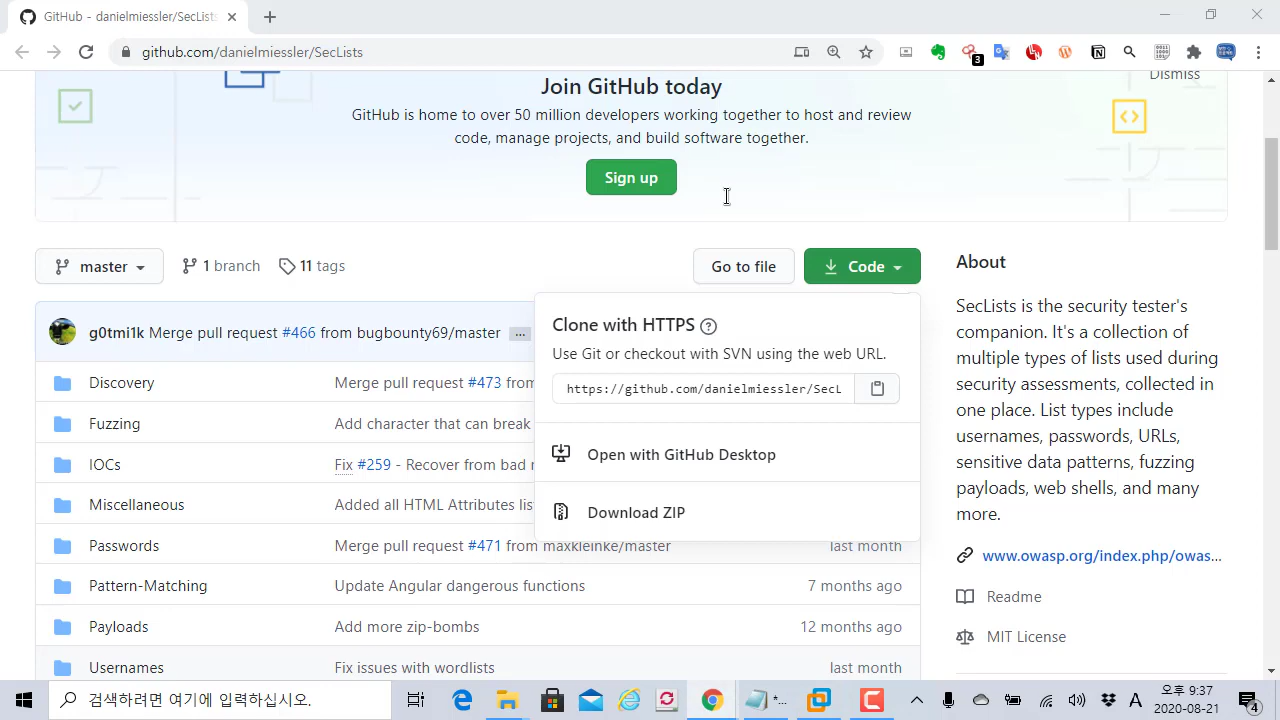 GitHub - danielmiessler/SecLists
github.com/danielmiessler/SecLists
3
Dismiss
Join GitHub today
GitHub is home to over 50 million developers working together to host and review
code, manage projects, and build software together.
Sign up
master
1 branch
11 tags
Go to file
Code
About
SecLists is the security tester's
companion. It's a collection of
multiple types of lists used during
security assessments, collected in
one place. List types include
usernames, passwords, URLs,
sensitive data patterns, fuzzing
payloads, web shells, and many
more.
www.owasp.org/index.php/owas...
Readme
MIT License
g0tmi1k Merge pull request #466 from bugbounty69/master ...
Clone with HTTPS ?
Use Git or checkout with SVN using the web URL.
https://github.com/danielmiessler/SecL
Open with GitHub Desktop
Download ZIP
Discovery Merge pull request #473 from
Fuzzing Add character that can break
IOCs Fix #259 - Recover from bad
Miscellaneous Added all HTML Attributes
Passwords Merge pull request #471 from maxkleinke/master last month
Pattern-Matching Update Angular dangerous functions 7 months ago
Payloads Add more zip-bombs 12 months ago
Usernames Fix issues with wordlists last month
검색하려면 여기에 입력하십시오.
*...
A
오후 9:37
2020-08-21
4